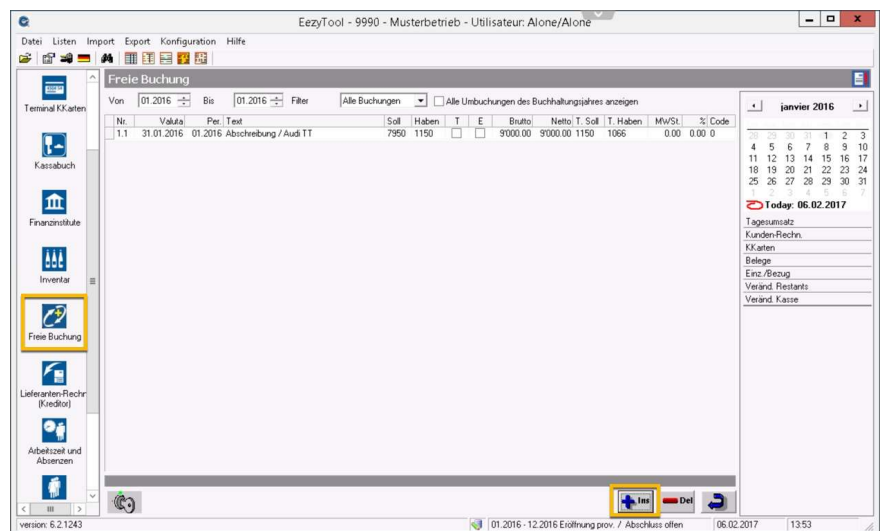 EezyTool - 9990 - Musterbetrieb - Utilisateur: Alone/Alone
Datei Listen Import Export Konfiguration Hilfe
Freie Buchung
Von 01.2016 Bis 01.2016 Filter Alle Buchungen Alle Umbuchungen des Buchhaltungsjahres anzeigen
Nr. Valuta Per. Text Soll Haben T E Brutto Netto T. Soll T. Haben MWSt. % Code
1.1 31.01.2016 01.2016 Abschreibung / Audi TT 7950 1150 9'000.00 9'000.00 1150 1066 0.00 0.00 0
Terminal KKarten
Kassabuch
Finanzinstitute
Inventar
Freie Buchung
Lieferanten-Rechn
(Kreditor)
Arbeitszeit und
Absenzen
janvier 2016
28 29 30 31 1 2 3
4 5 6 7 8 9 10
11 12 13 14 15 16 17
18 19 20 21 22 23 24
25 26 27 28 29 30 31
1 2 3 4 5 6 7
Today: 06.02.2017
Tagesumsatz
Kunden-Rechn.
KKarten
Belege
Einz./Bezug
Veränd. Restants
Veränd. Kasse
Ins Del
version: 6.2.1243 01.2016 - 12.2016 Eröffnung prov. / Abschluss offen 06.02.2017 13:53